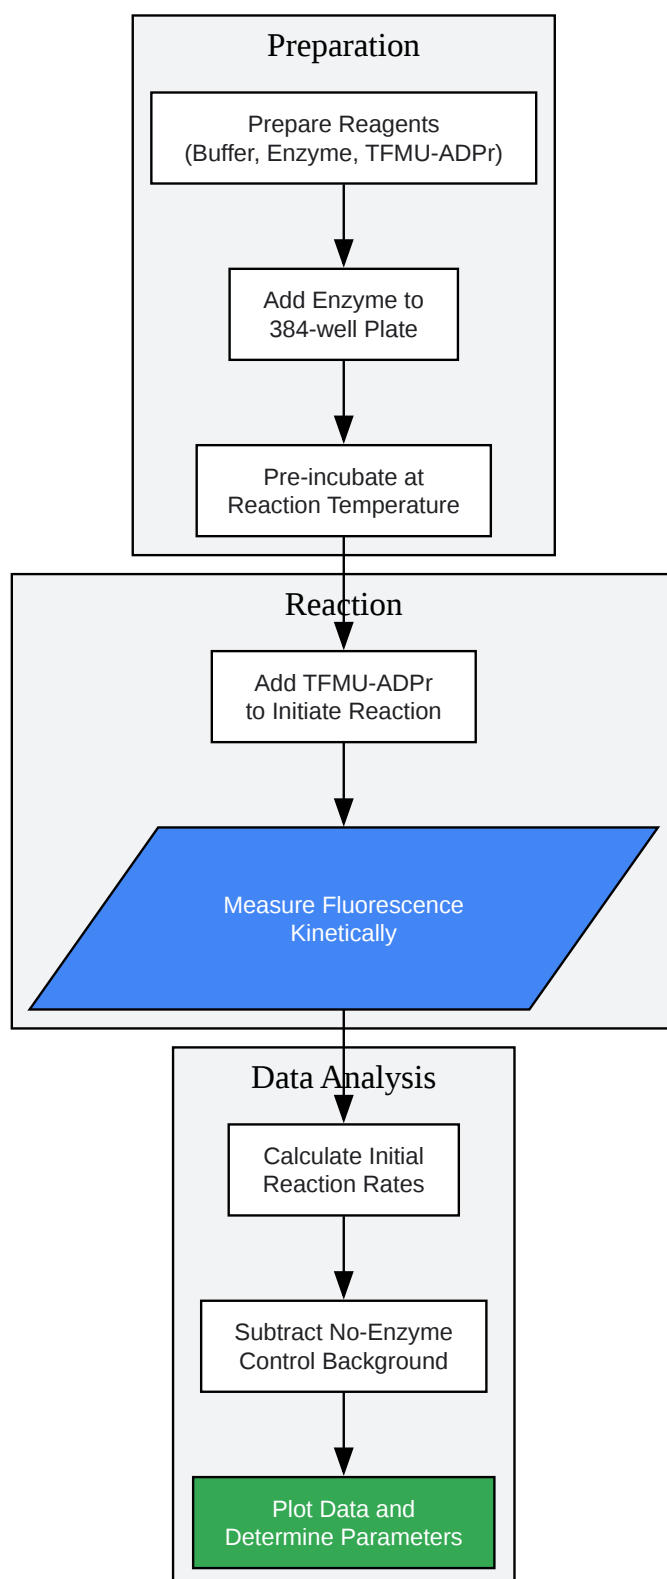 Preparation
Prepare Reagents
(Buffer, Enzyme, TFMU-ADPr)
Add Enzyme to
384-well Plate
Pre-incubate at
Reaction Temperature
Reaction
Add TFMU-ADPr
to Initiate Reaction
Measure Fluorescence
Kinetically
Data Analysis
Calculate Initial
Reaction Rates
Subtract No-Enzyme
Control Background
Plot Data and
Determine Parameters